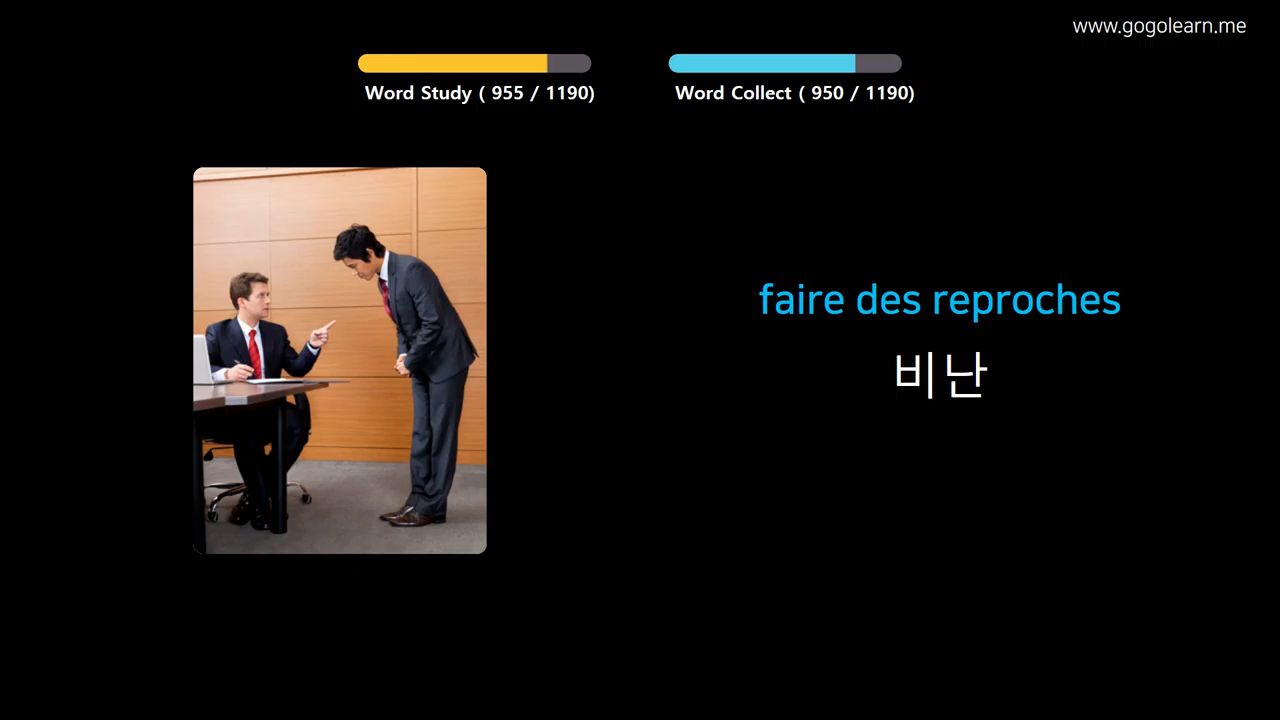 www.gogolearn.me
Word Study ( 955 / 1190)
Word Collect ( 950 / 1190)
faire des reproches
비난